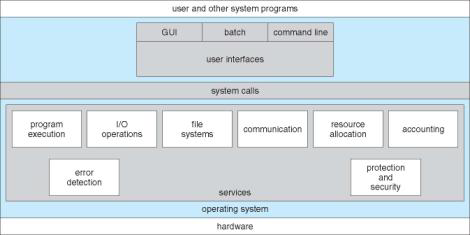 user and other system programs
GUI batch command line
user interfaces
system calls
program
execution
I/O
operations
file
systems
communication
resource
allocation
accounting
error
detection
protection
and
security
services
operating system
hardware